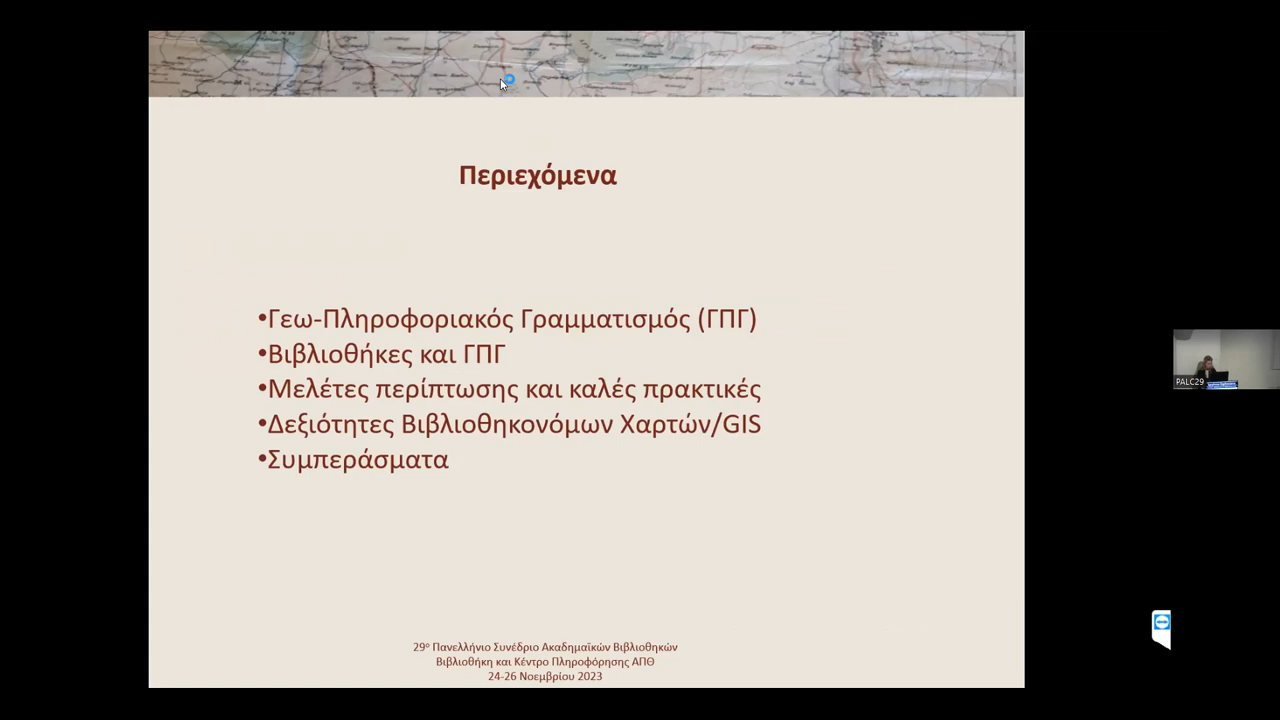 Περιεχόμενα
•Γεω-Πληροφοριακός Γραμματισμός (ΓΠΓ)
•Βιβλιοθήκες και ΓΠΓ
•Μελέτες περίπτωσης και καλές πρακτικές
•Δεξιότητες Βιβλιοθηκονόμων Χαρτών/GIS
•Συμπεράσματα
PALC29
29ο Πανελλήνιο Συνέδριο Ακαδημαϊκών Βιβλιοθηκών
Βιβλιοθήκη και Κέντρο Πληροφόρησης ΑΠΘ
24-26 Νοεμβρίου 2023